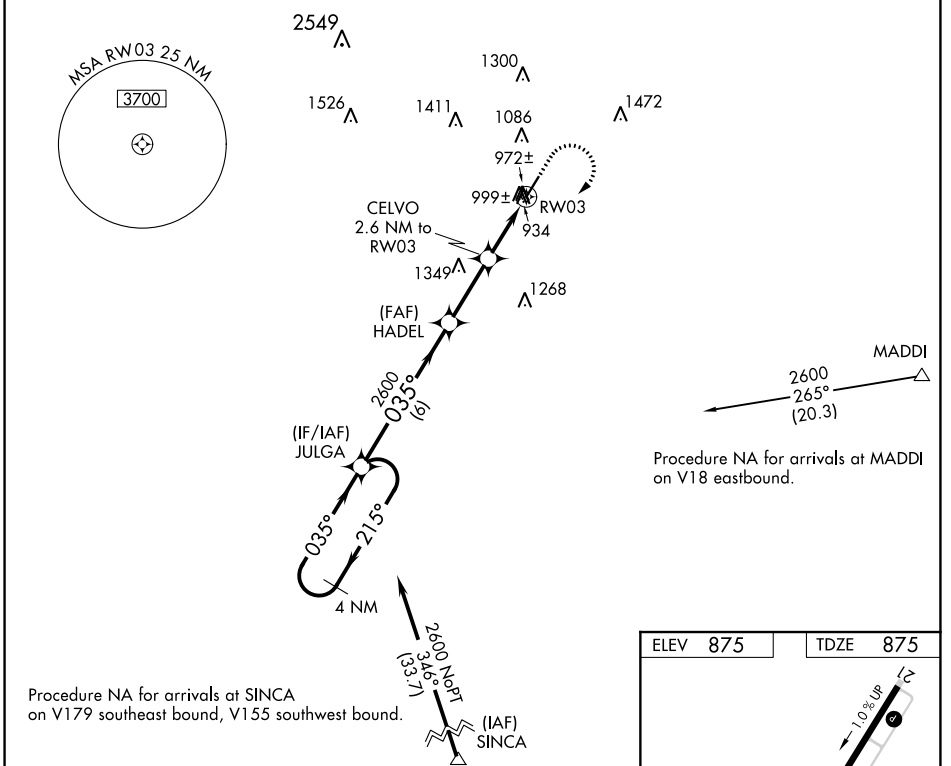 2549
MSA RW03 25 NM
3700
1526
1411
1300
1086
1472
972±
999±
RW03
934
CELVO
2.6 NM to
RW03
1349
1268
(FAF)
HADEL
MADDI
2600
265°
(20.3)
2600
035°
(6)
(IF/IAF)
JULGA
Procedure NA for arrivals at MADDI
on V18 eastbound.
035°
215°
4 NM
2600 NoPT
346°
(33.7)
(IAF)
SINCA
Procedure NA for arrivals at SINCA
on V179 southeast bound, V155 southwest bound.
ELEV 875
TDZE 875
21
1.0% UP
P